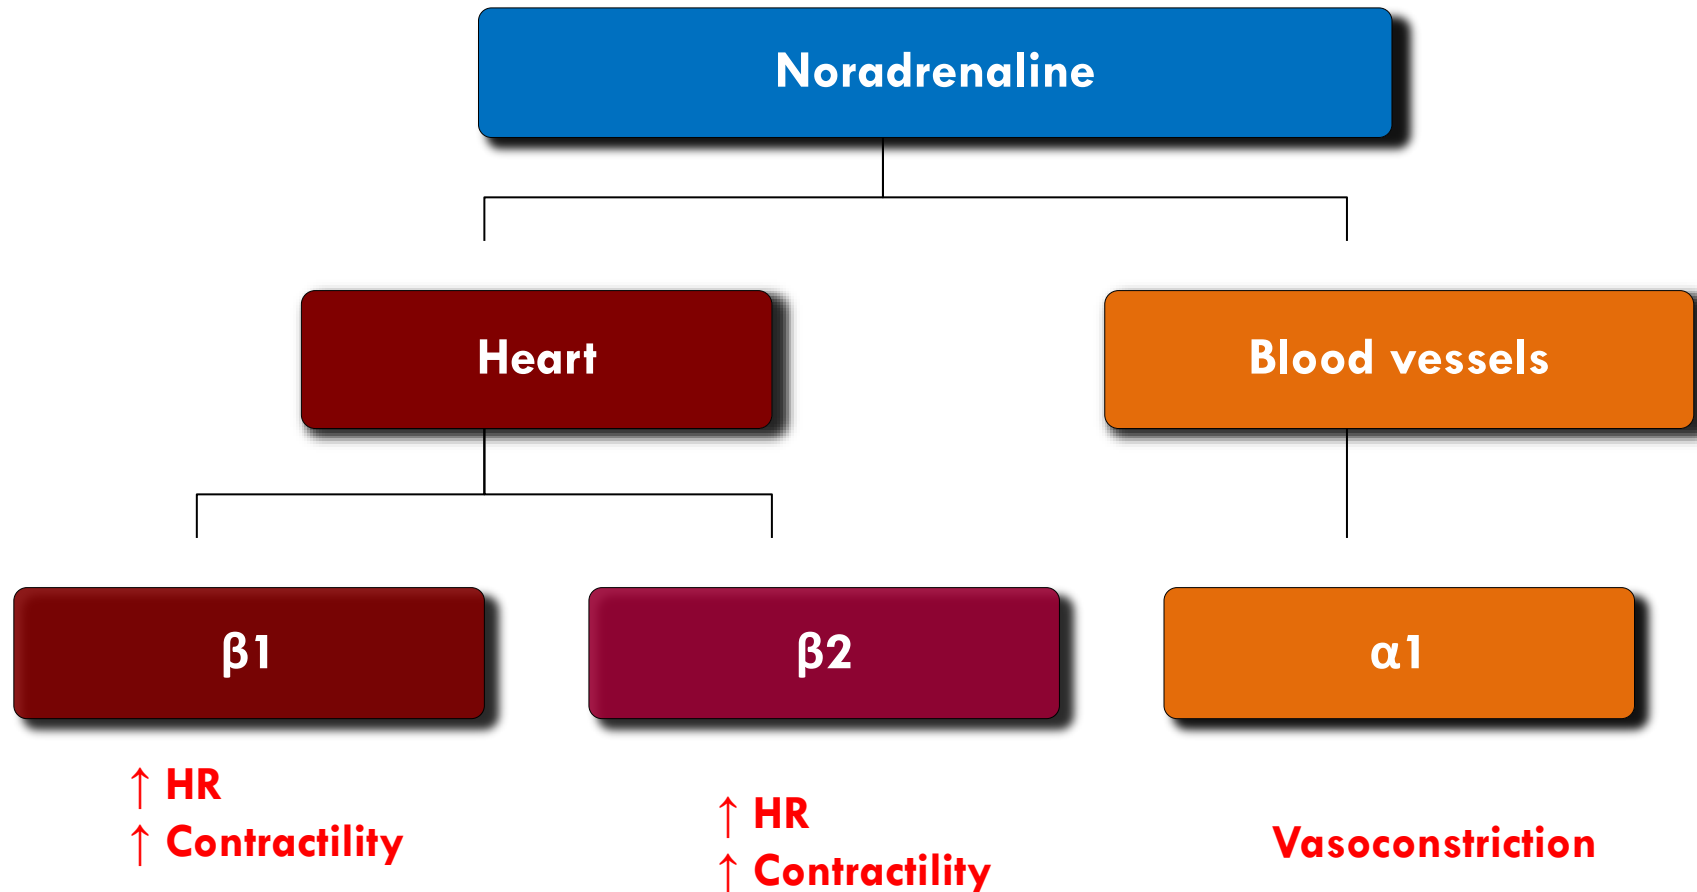 Noradrenaline
Heart
Blood vessels
β1
β2
α1
↑ HR
↑ Contractility
↑ HR
↑ Contractility
Vasoconstriction